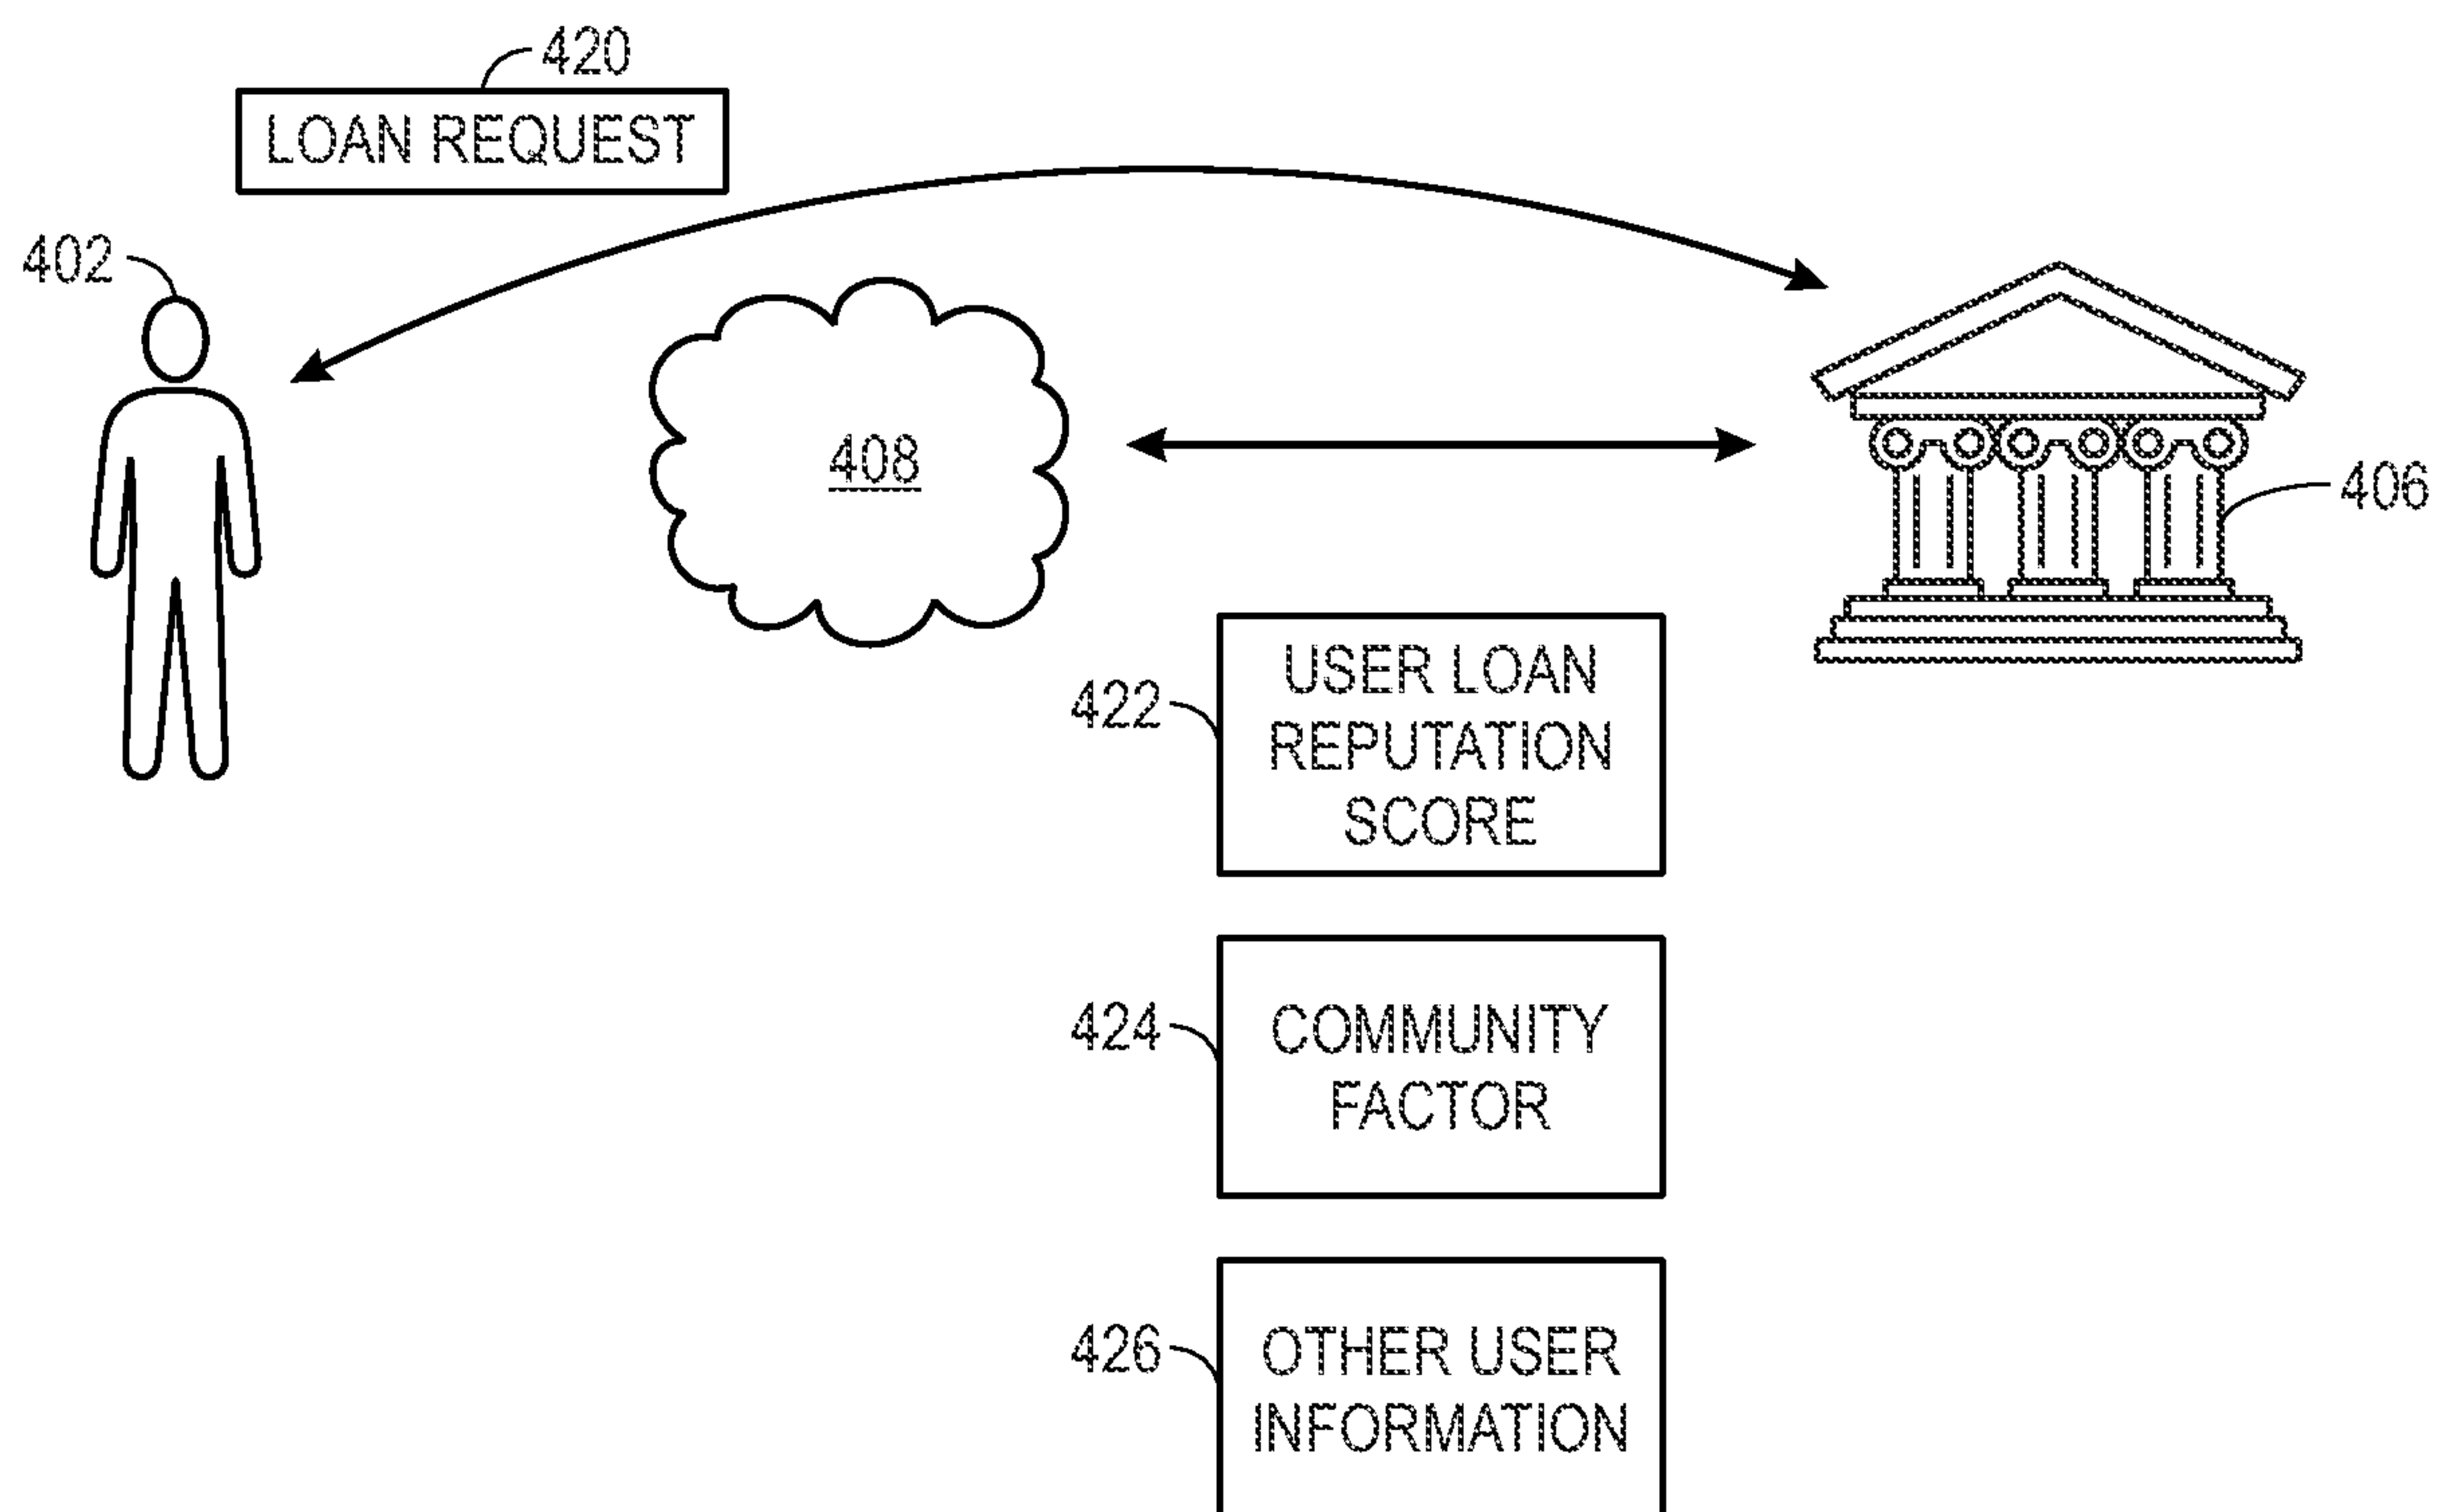 420
LOAN REQUEST
402
408
406
422
USER LOAN
REPUTATION
SCORE
424
COMMUNITY
FACTOR
426
OTHER USER
INFORMATION